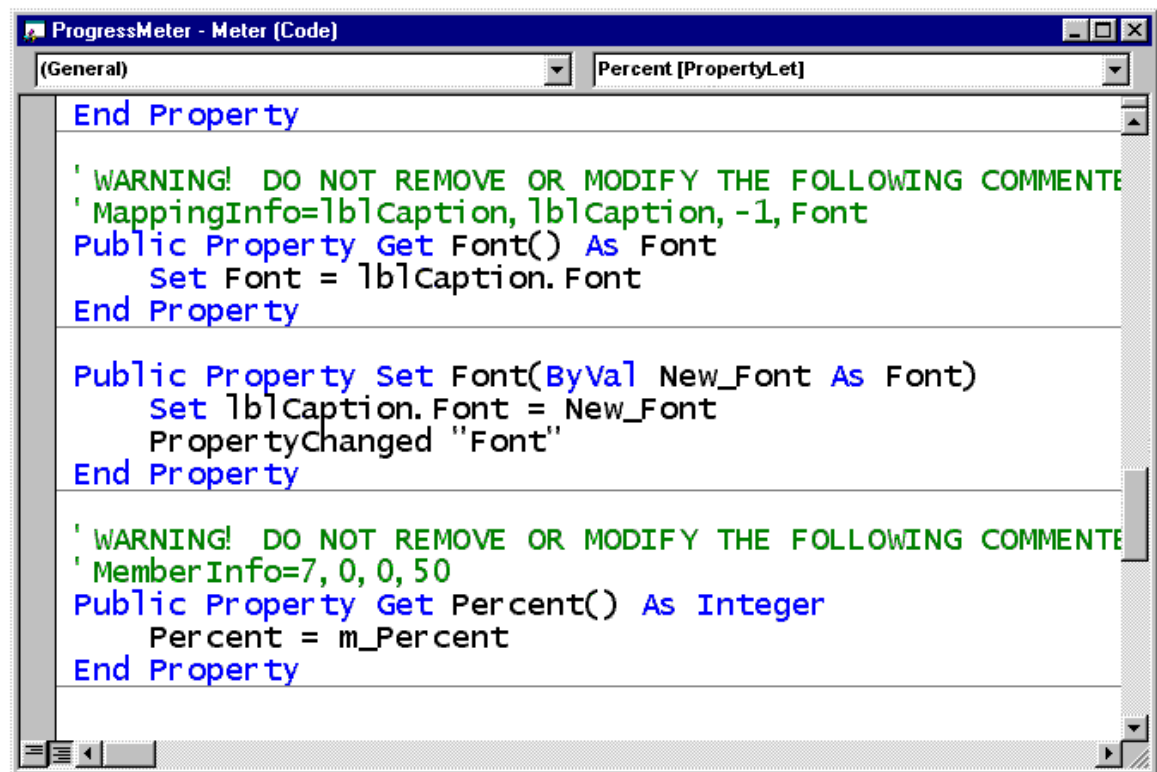 ProgressMeter - Meter (Code)
(General) Percent [PropertyLet]
End Property
' WARNING! DO NOT REMOVE OR MODIFY THE FOLLOWING COMMENTE
' MappingInfo=lblCaption,lblCaption,-1,Font
Public Property Get Font() As Font
Set Font = lblCaption.Font
End Property
Public Property Set Font(ByVal New_Font As Font)
Set lblCaption.Font = New_Font
PropertyChanged "Font"
End Property
' WARNING! DO NOT REMOVE OR MODIFY THE FOLLOWING COMMENTE
' MemberInfo=7,0,0,50
Public Property Get Percent() As Integer
Percent = m_Percent
End Property